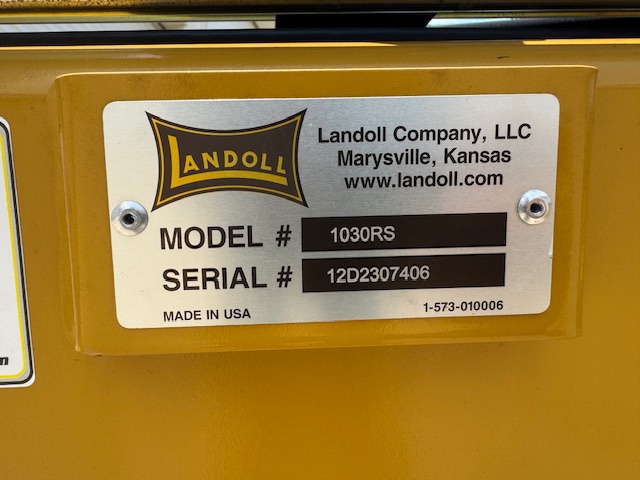 LANDOLL
Landoll Company, LLC
Marysville, Kansas
www.landoll.com
MODEL # 1030RS
SERIAL # 12D2307406
MADE IN USA
1-573-010006